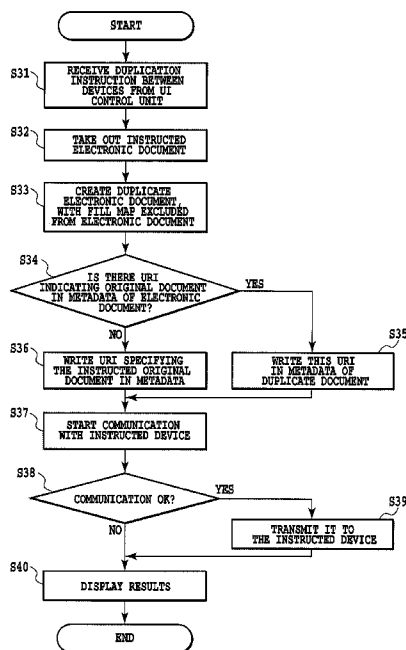 START
S31
RECEIVE DUPLICATION
INSTRUCTION BETWEEN
DEVICES FROM UI
CONTROL UNIT
S32
TAKE OUT INSTRUCTED
ELECTRONIC DOCUMENT
S33
CREATE DUPLICATE
ELECTRONIC DOCUMENT,
WITH FILL MAP EXCLUDED
FROM ELECTRONIC DOCUMENT
S34
IS THERE URI
INDICATING ORIGINAL DOCUMENT
IN METADATA OF ELECTRONIC
DOCUMENT?
YES
NO
S36
WRITE URI SPECIFYING
THE INSTRUCTED ORIGINAL
DOCUMENT IN METADATA
S35
WRITE THIS URI
IN METADATA OF
DUPLICATE DOCUMENT
S37
START COMMUNICATION
WITH INSTRUCTED DEVICE
S38
COMMUNICATION OK?
YES
NO
S39
TRANSMIT IT TO
THE INSTRUCTED DEVICE
S40
DISPLAY RESULTS
END